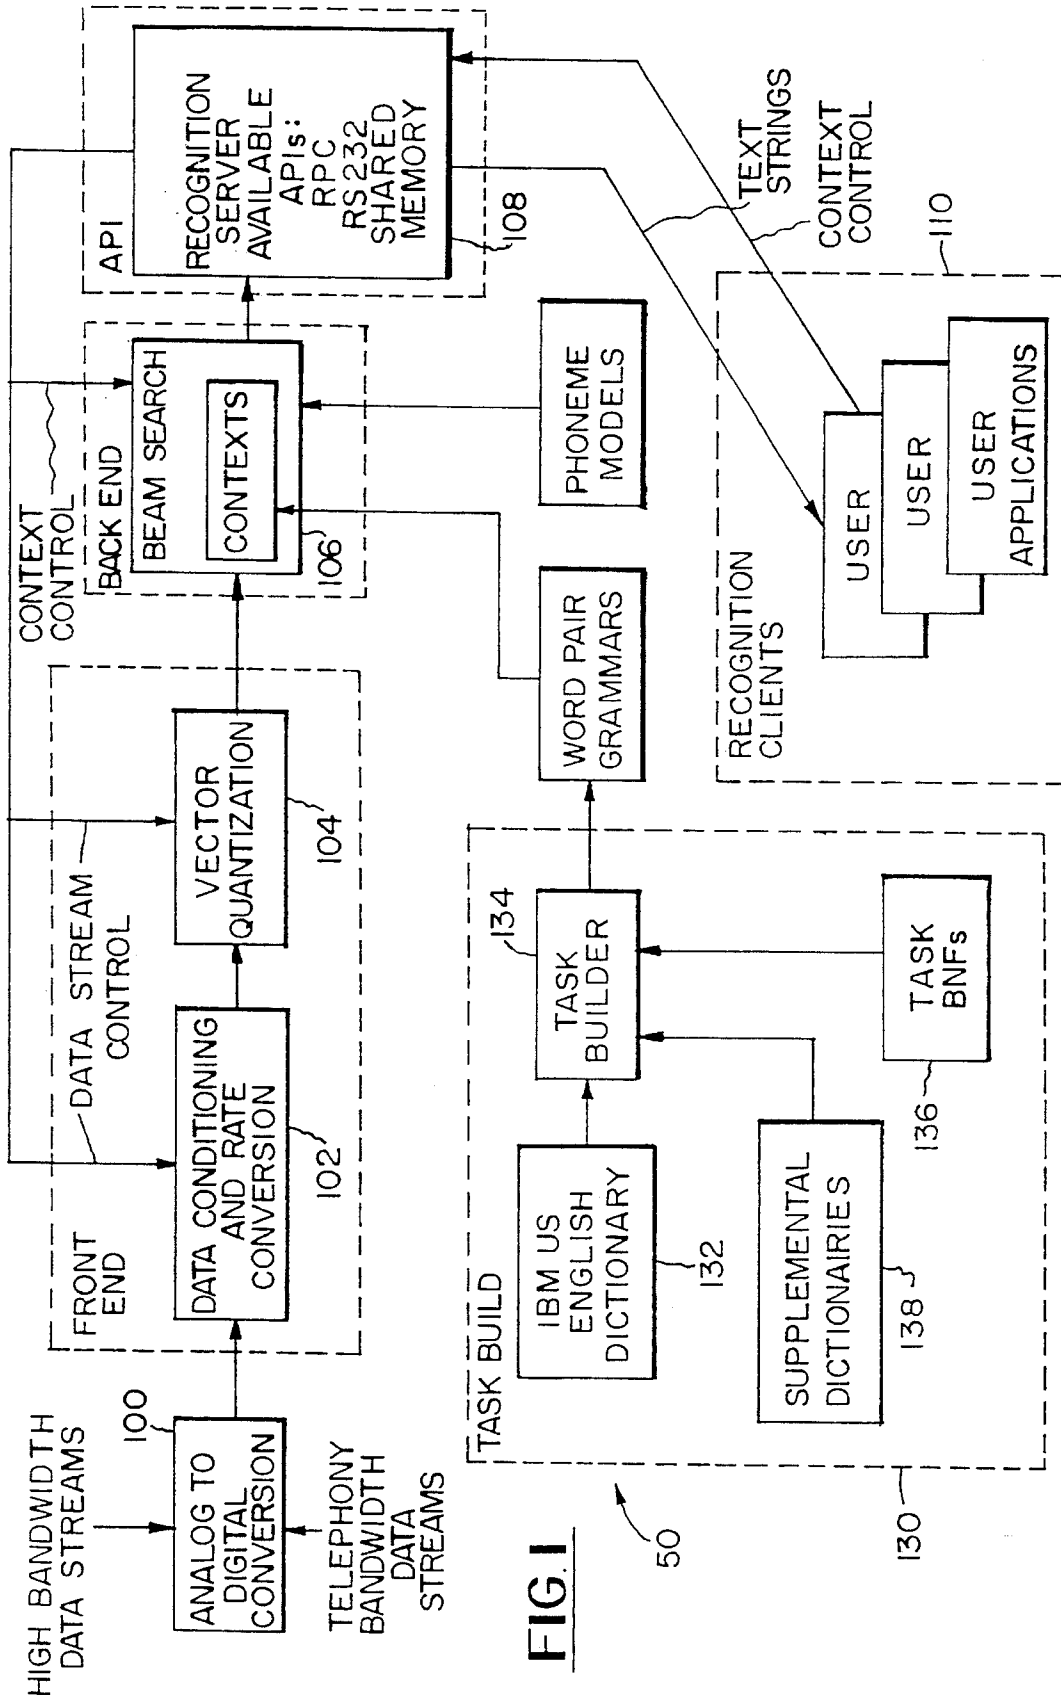 HIGH BANDWIDTH
DATA STREAMS
100
ANALOG TO
DIGITAL
CONVERSION
TELEPHONY
BANDWIDTH
DATA
STREAMS
FRONT
END
DATA STREAM
CONTROL
DATA CONDITIONING
AND RATE
CONVERSION
102
VECTOR
QUANTIZATION
104
CONTEXT
CONTROL
BACK END
BEAM SEARCH
CONTEXTS
106
API
RECOGNITION
SERVER
AVAILABLE
APIs:
RPC
RS232
SHARED
MEMORY
108
TEXT
STRINGS
CONTEXT
CONTROL
PHONEME
MODELS
WORD PAIR
GRAMMARS
TASK BUILD
IBM US
ENGLISH
DICTIONARY
132
134
TASK
BUILDER
SUPPLEMENTAL
DICTIONAIRIES
138
TASK
BNFs
136
130
RECOGNITION
CLIENTS
110
USER
USER
USER
APPLICATIONS
50
FIG. 1